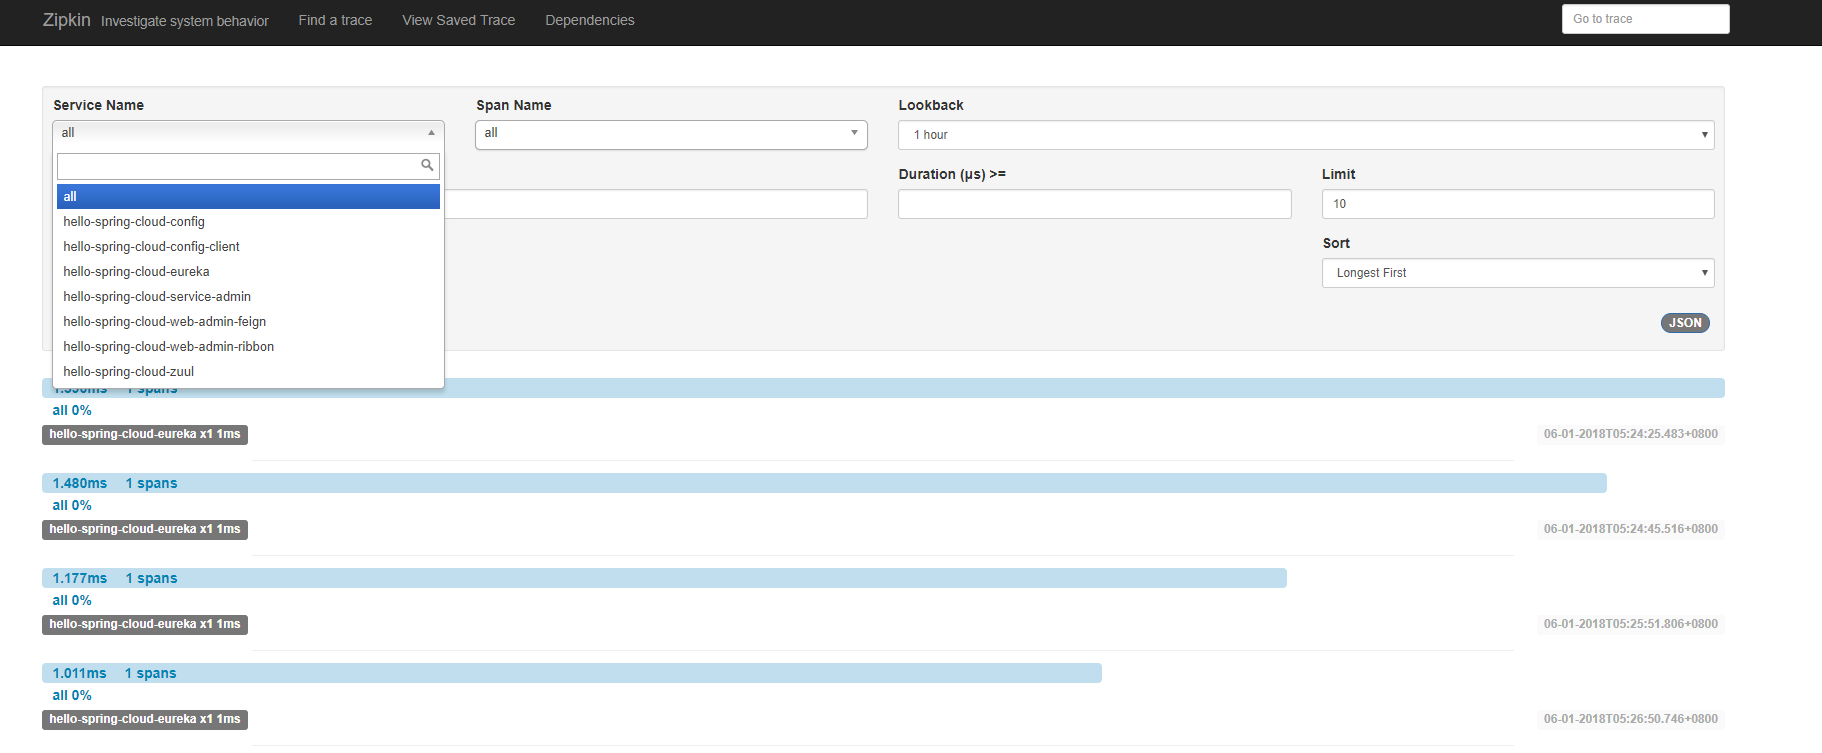 Zipkin Investigate system behavior Find a trace View Saved Trace Dependencies Go to trace
Service Name Span Name Lookback
all all 1 hour
Duration (μs) >= Limit
all
10
hello-spring-cloud-config
hello-spring-cloud-config-client
Sort
hello-spring-cloud-eureka
Longest First
hello-spring-cloud-service-admin
hello-spring-cloud-web-admin-feign
JSON
hello-spring-cloud-web-admin-ribbon
hello-spring-cloud-zuul
1 spans
all 0%
hello-spring-cloud-eureka x1 1ms 06-01-2018T05:24:25.483+0800
1.480ms 1 spans
all 0%
hello-spring-cloud-eureka x1 1ms 06-01-2018T05:24:45.516+0800
1.177ms 1 spans
all 0%
hello-spring-cloud-eureka x1 1ms 06-01-2018T05:25:51.806+0800
1.011ms 1 spans
all 0%
hello-spring-cloud-eureka x1 1ms 06-01-2018T05:26:50.746+0800